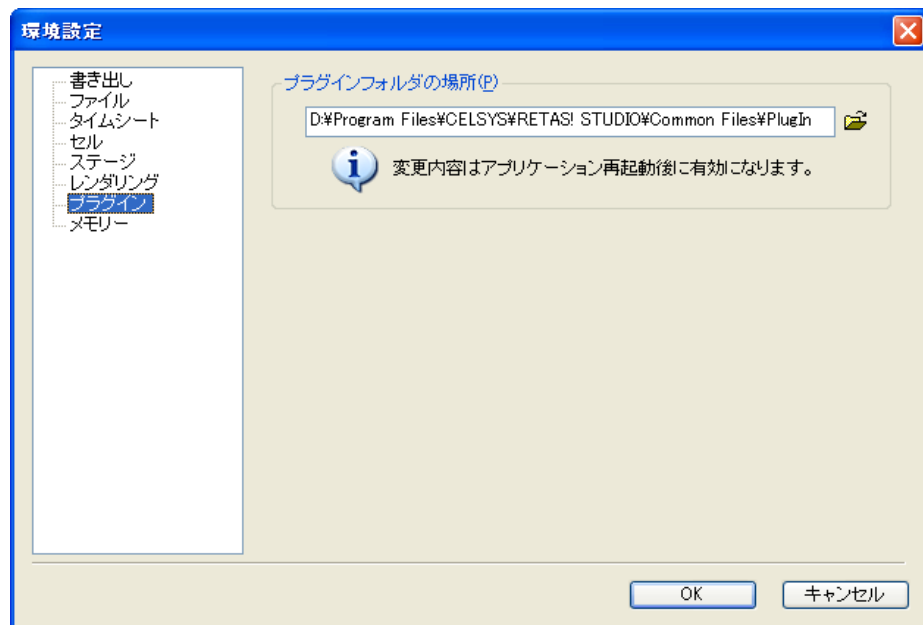 環境設定
書き出し
ファイル
タイムシート
セル
ステージ
レンダリング
プラグイン
メモリー
プラグインフォルダの場所(P)
D:¥Program Files¥CELSYS¥RETAS! STUDIO¥Common Files¥PlugIn
変更内容はアプリケーション再起動後に有効になります。
OK
キャンセル